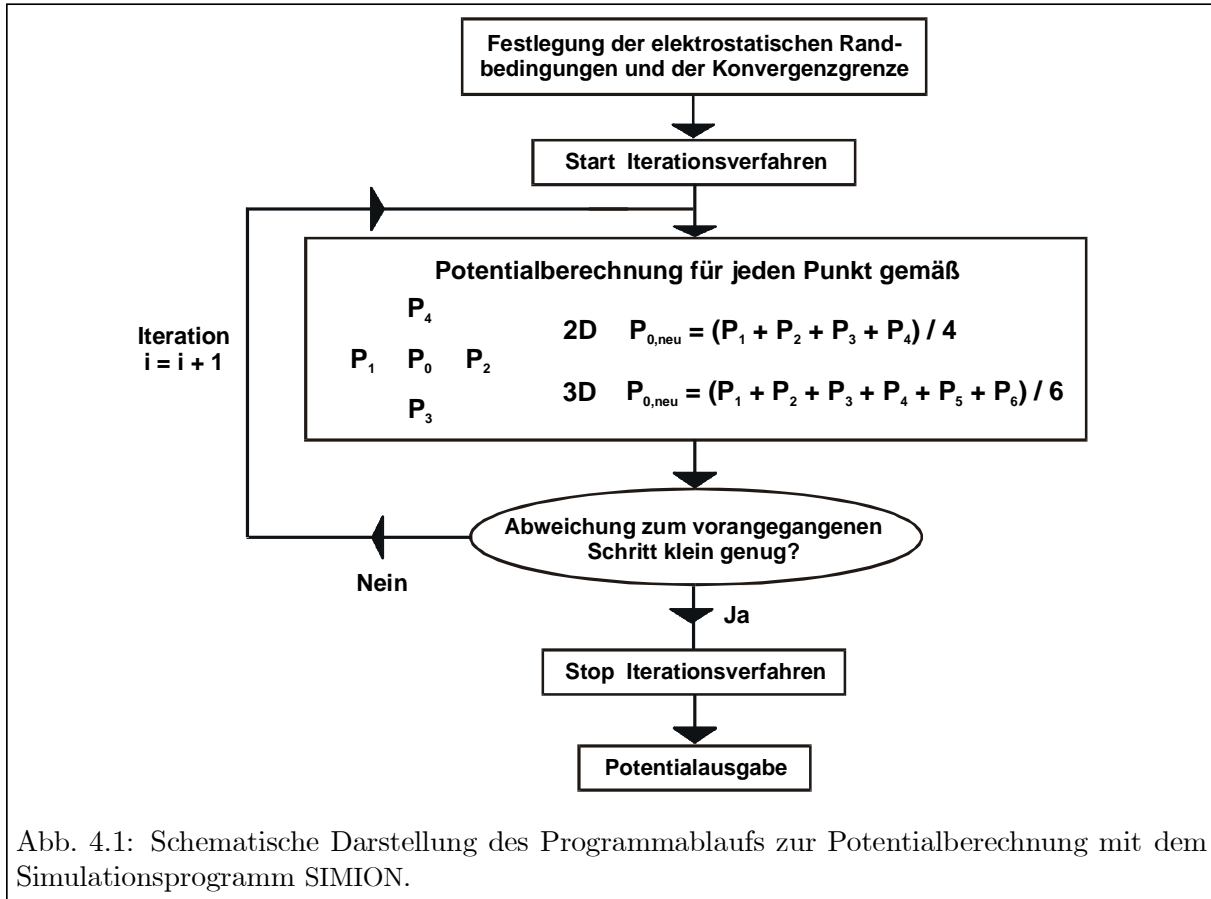 Festlegung der elektrostatischen Rand-
bedingungen und der Konvergenzgrenze
Start Iterationsverfahren
Potentialberechnung für jeden Punkt gemäß
P₄
2D P₀,neu = (P₁ + P₂ + P₃ + P₄) / 4
Iteration
i = i + 1
P₁ P₀ P₂
3D P₀,neu = (P₁ + P₂ + P₃ + P₄ + P₅ + P₆) / 6
P₃
Abweichung zum vorangegangenen
Schritt klein genug?
Nein
Ja
Stop Iterationsverfahren
Potentialausgabe
Abb. 4.1: Schematische Darstellung des Programmablaufs zur Potentialberechnung mit dem
Simulationsprogramm SIMION.